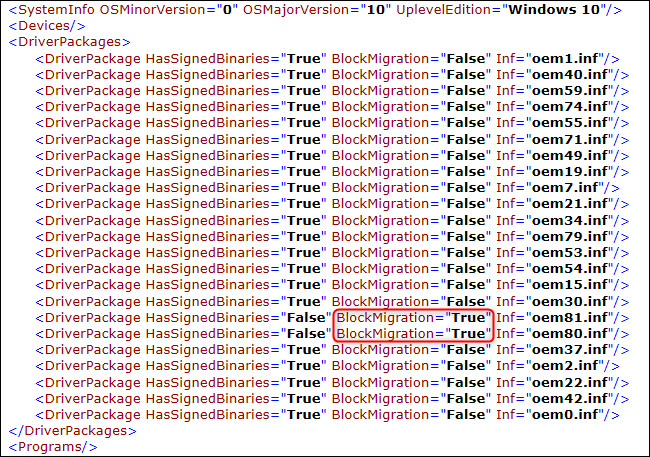 <SystemInfo OSMinorVersion="0" OSMajorVersion="10" UplevelEdition="Windows 10"/>
<Devices/>
<DriverPackages>
<DriverPackage HasSignedBinaries="True" BlockMigration="False" Inf="oem1.inf"/>
<DriverPackage HasSignedBinaries="True" BlockMigration="False" Inf="oem40.inf"/>
<DriverPackage HasSignedBinaries="True" BlockMigration="False" Inf="oem59.inf"/>
<DriverPackage HasSignedBinaries="True" BlockMigration="False" Inf="oem74.inf"/>
<DriverPackage HasSignedBinaries="True" BlockMigration="False" Inf="oem55.inf"/>
<DriverPackage HasSignedBinaries="True" BlockMigration="False" Inf="oem71.inf"/>
<DriverPackage HasSignedBinaries="True" BlockMigration="False" Inf="oem49.inf"/>
<DriverPackage HasSignedBinaries="True" BlockMigration="False" Inf="oem19.inf"/>
<DriverPackage HasSignedBinaries="True" BlockMigration="False" Inf="oem7.inf"/>
<DriverPackage HasSignedBinaries="True" BlockMigration="False" Inf="oem21.inf"/>
<DriverPackage HasSignedBinaries="True" BlockMigration="False" Inf="oem34.inf"/>
<DriverPackage HasSignedBinaries="True" BlockMigration="False" Inf="oem79.inf"/>
<DriverPackage HasSignedBinaries="True" BlockMigration="False" Inf="oem53.inf"/>
<DriverPackage HasSignedBinaries="True" BlockMigration="False" Inf="oem54.inf"/>
<DriverPackage HasSignedBinaries="True" BlockMigration="False" Inf="oem15.inf"/>
<DriverPackage HasSignedBinaries="True" BlockMigration="False" Inf="oem30.inf"/>
<DriverPackage HasSignedBinaries="False" BlockMigration="True" Inf="oem81.inf"/>
<DriverPackage HasSignedBinaries="False" BlockMigration="True" Inf="oem80.inf"/>
<DriverPackage HasSignedBinaries="True" BlockMigration="False" Inf="oem37.inf"/>
<DriverPackage HasSignedBinaries="True" BlockMigration="False" Inf="oem2.inf"/>
<DriverPackage HasSignedBinaries="True" BlockMigration="False" Inf="oem22.inf"/>
<DriverPackage HasSignedBinaries="True" BlockMigration="False" Inf="oem42.inf"/>
<DriverPackage HasSignedBinaries="True" BlockMigration="False" Inf="oem0.inf"/>
</DriverPackages>
<Programs/>